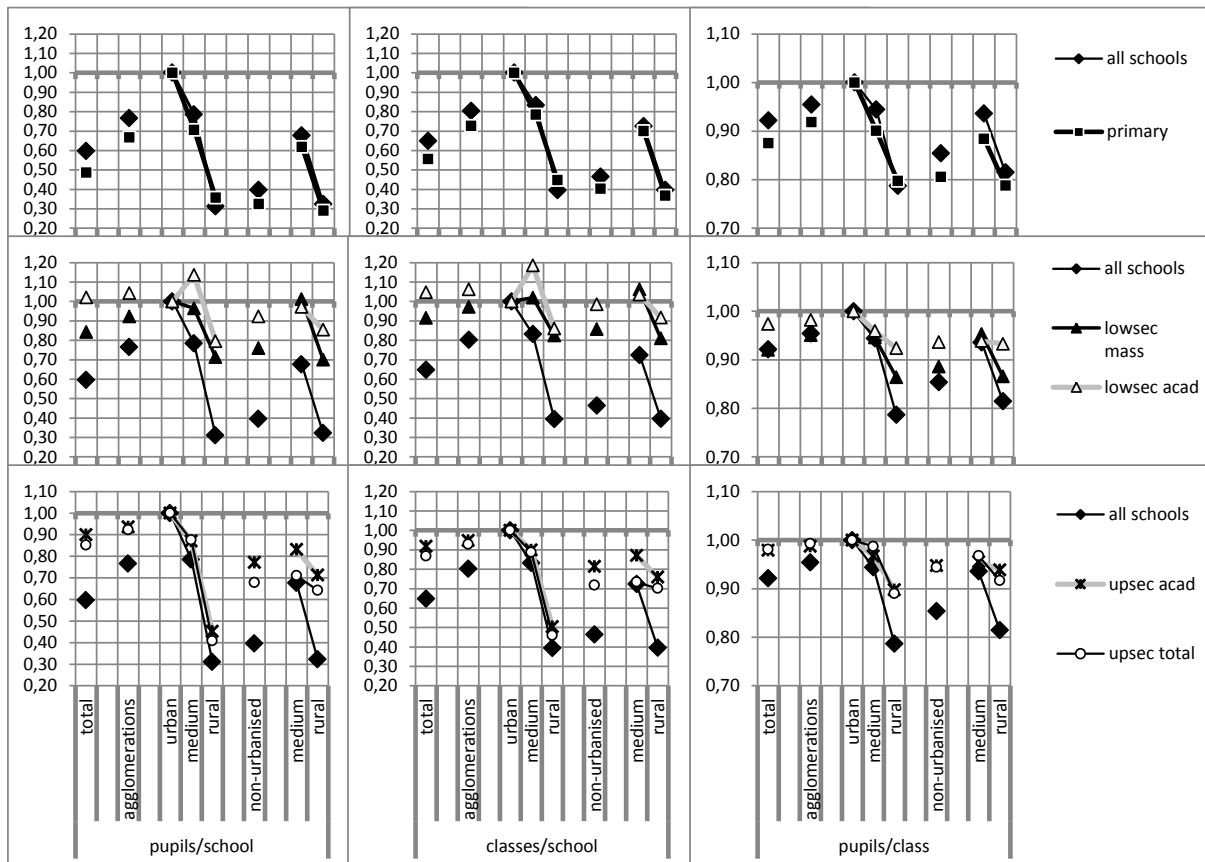 1,20
1,10
1,00
0,90
0,80
0,70
0,60
0,50
0,40
0,30
0,20
1,20
1,10
1,00
0,90
0,80
0,70
0,60
0,50
0,40
0,30
0,20
1,10
1,00
0,90
0,80
0,70
all schools
primary
1,20
1,10
1,00
0,90
0,80
0,70
0,60
0,50
0,40
0,30
0,20
1,20
1,10
1,00
0,90
0,80
0,70
0,60
0,50
0,40
0,30
0,20
1,10
1,00
0,90
0,80
0,70
all schools
lowsec
mass
lowsec acad
1,10
1,00
0,90
0,80
0,70
0,60
0,50
0,40
0,30
0,20
1,20
1,10
1,00
0,90
0,80
0,70
0,60
0,50
0,40
0,30
0,20
1,10
1,00
0,90
0,80
0,70
all schools
upsec acad
upsec total
total
agglomerations
urban
medium
rural
non-urbanised
medium
rural
pupils/school
total
agglomerations
urban
medium
rural
non-urbanised
medium
rural
classes/school
total
agglomerations
urban
medium
rural
non-urbanised
medium
rural
pupils/class